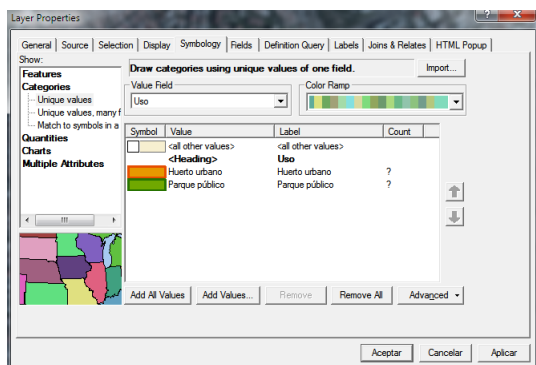 Layer Properties
? x
General Source Selection Display Symbology Fields Definition Query Labels Joins & Relates HTML Popup
Show:
Features
Categories
Unique values
Unique values, many f
Match to symbols in a
Quantities
Charts
Multiple Attributes
Draw categories using unique values of one field.
Import...
Value Field
Uso
Color Ramp
Symbol Value Label Count
<all other values> <all other values>
<Heading> Uso
Huerto urbano Huerto urbano ?
Parque público Parque público ?
Add All Values Add Values... Remove Remove All Advanced
Aceptar Cancelar Aplicar